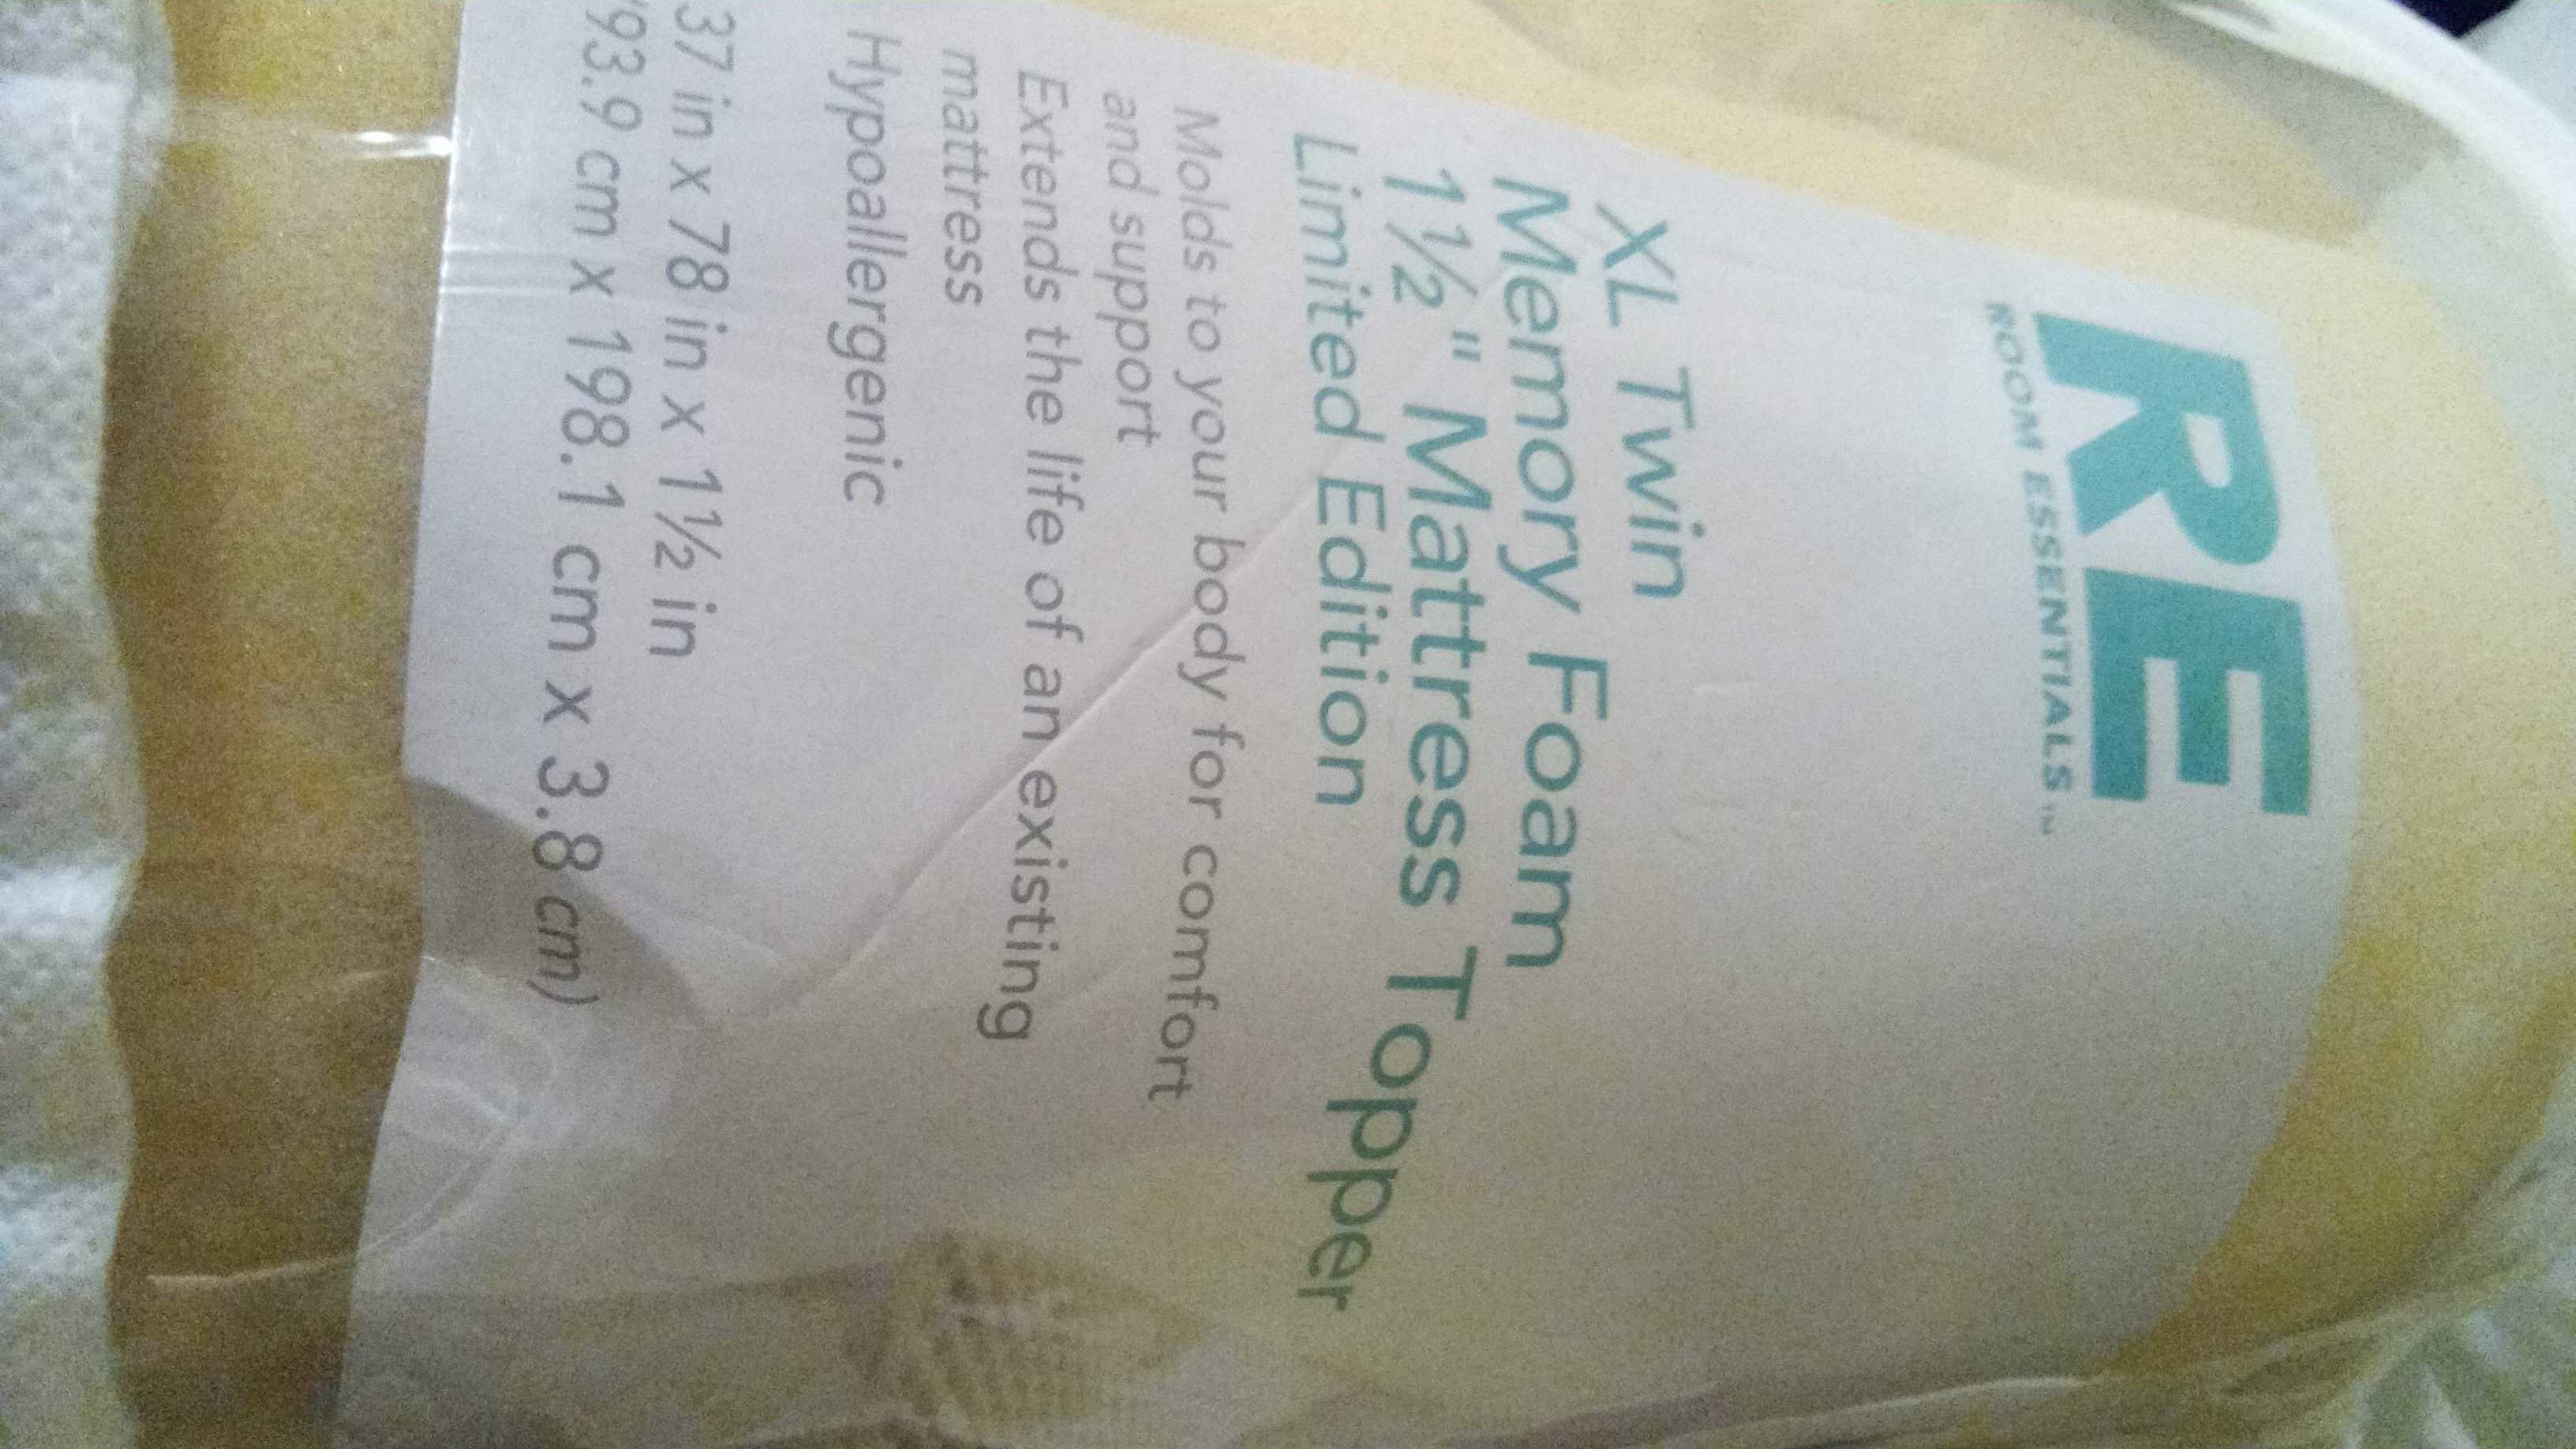 RE
ROOM ESSENTIALS™
XL Twin
Memory Foam
1½" Mattress Topper
Limited Edition
Molds to your body for comfort
and support
Extends the life of an existing
mattress
Hypoallergenic
37 in x 78 in x 1½ in
(93.9 cm x 198.1 cm x 3.8 cm)